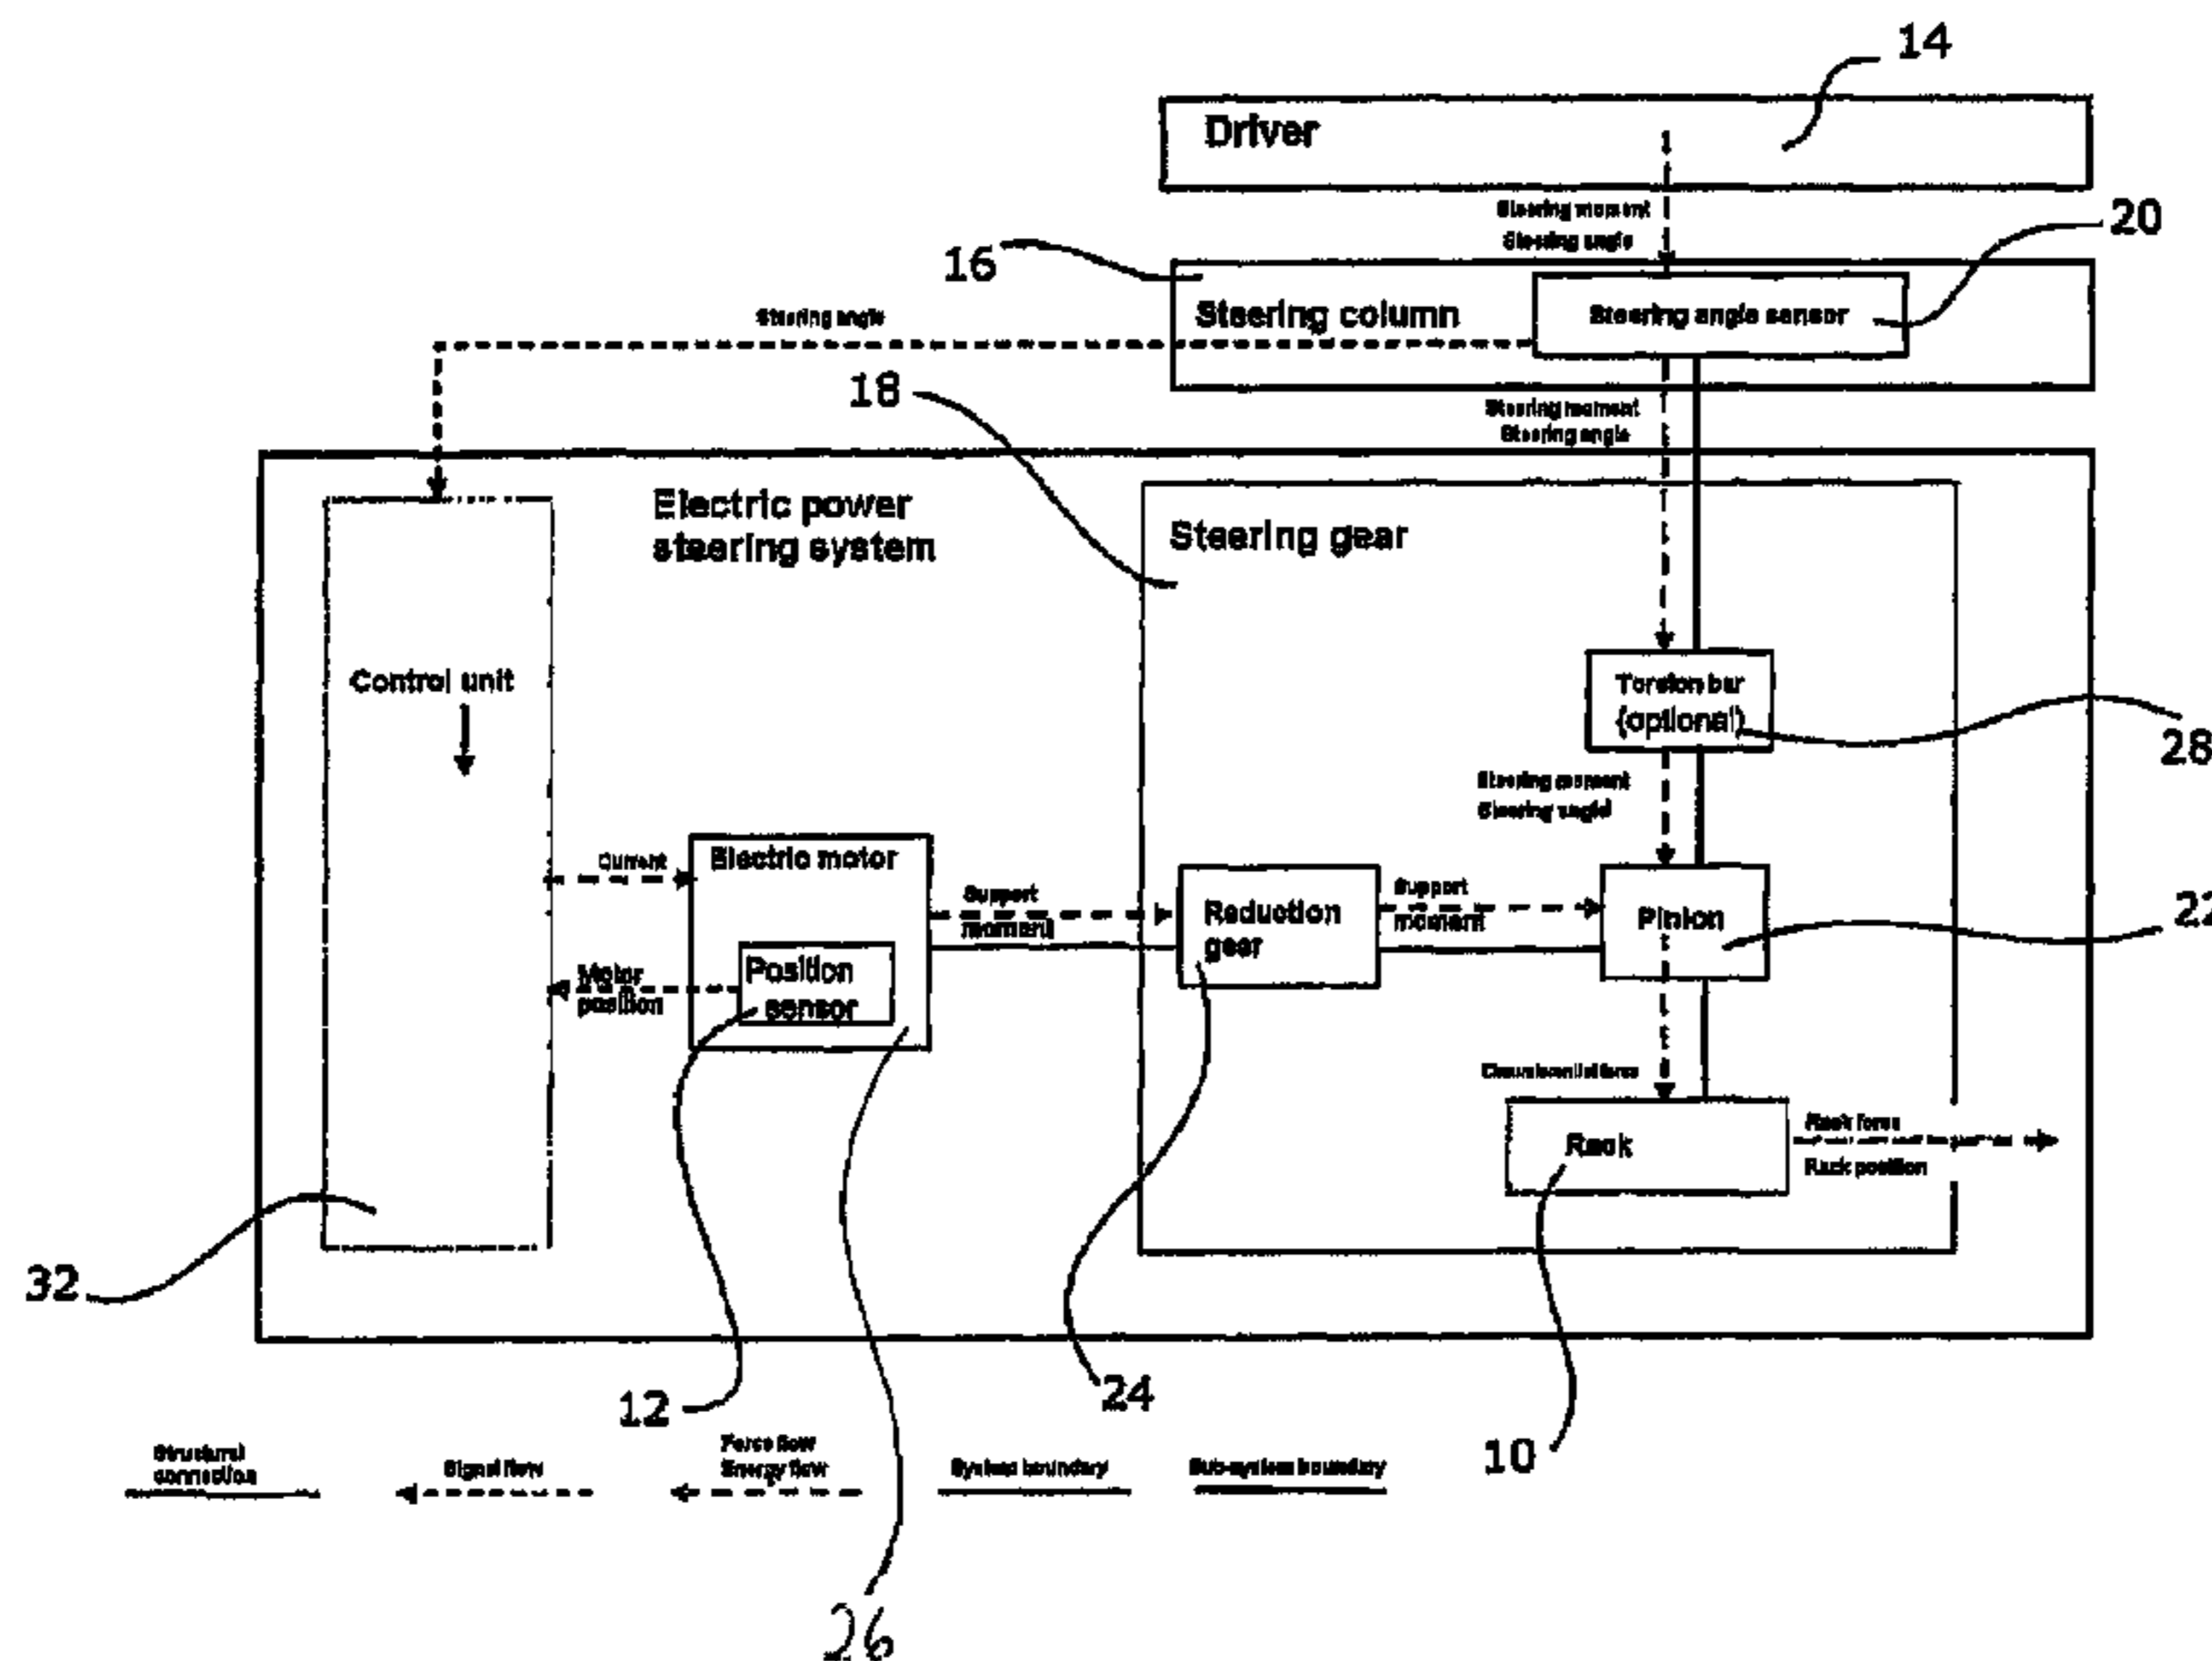 14
Driver
Steering moment
Steering angle
20
16
Steering column
Steering angle sensor
Steering angle
18
Steering moment
Steering angle
Electric power
steering system
Steering gear
Control unit
Torsion bar
(optional)
28
Steering moment
Steering angle
Current
Electric motor
Support
moment
Reduction
gear
Support
moment
Pinion
22
Motor
position
Position
sensor
Circumferential force
Rack
Rack force
Rack position
32
12
24
10
Structural
connection
Signal flow
Force flow
Energy flow
System boundary
Sub-system boundary
26